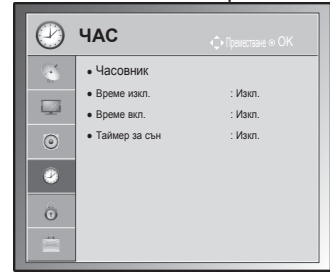 ЧАС
Преместване OK
• Часовник
• Време изкл. : Изкл.
• Време вкл. : Изкл.
• Таймер за сън : Изкл.